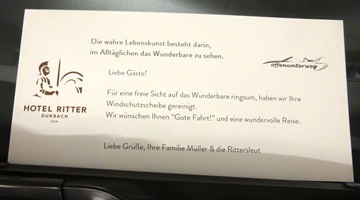 Die wahre Lebenskunst besteht darin,
im Alltäglichen das Wunderbare zu sehen.
offenunterweg
Liebe Gäste!
Für eine freie Sicht auf das Wunderbare ringsum, haben wir Ihre
Windschutzscheibe gereinigt.
Wir wünschen Ihnen "Gute Fahrt!" und eine wundervolle Reise.
HOTEL RITTER
DURBACH
Liebe Grüße, Ihre Familie Müller & die Rittersleut